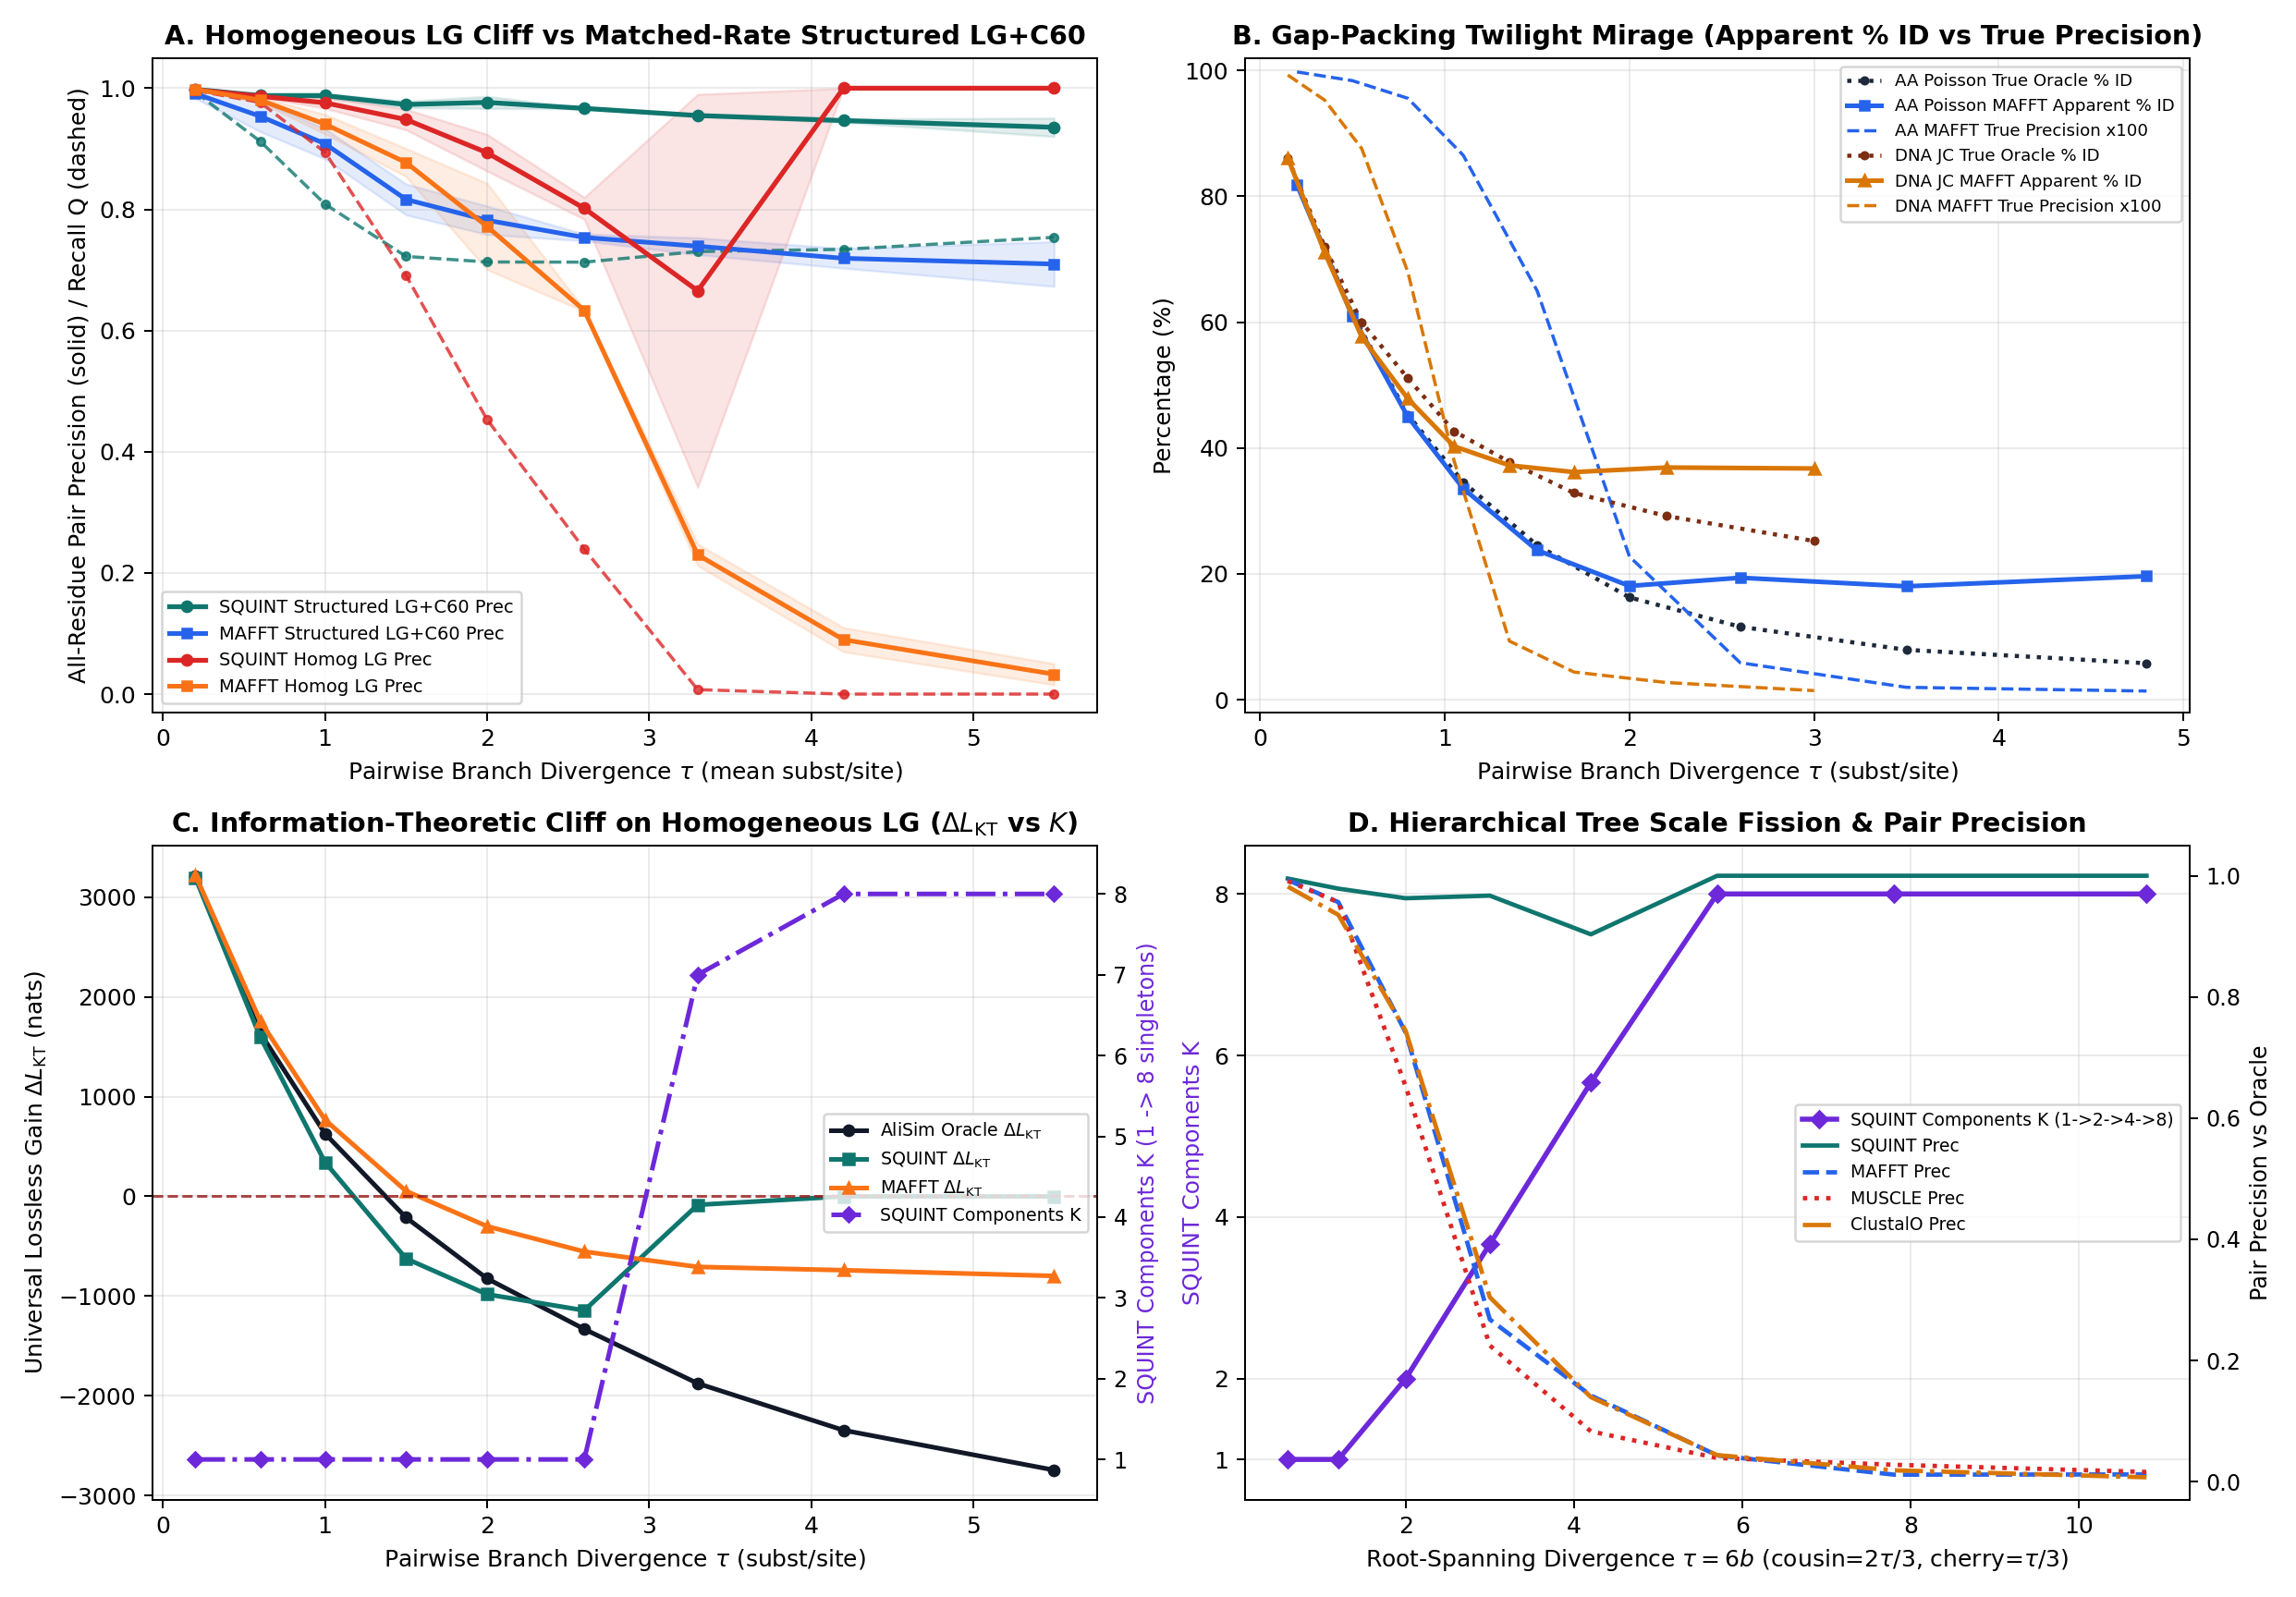 A. Homogeneous LG Cliff vs Matched-Rate Structured LG+C60
All-Residue Pair Precision (solid) / Recall Q (dashed)
1.0
0.8
0.6
0.4
0.2
0.0
SQUINT Structured LG+C60 Prec
MAFFT Structured LG+C60 Prec
SQUINT Homog LG Prec
MAFFT Homog LG Prec
0 1 2 3 4 5
Pairwise Branch Divergence τ (mean subst/site)
B. Gap-Packing Twilight Mirage (Apparent % ID vs True Precision)
Percentage (%)
100
80
60
40
20
0
AA Poisson True Oracle % ID
AA Poisson MAFFT Apparent % ID
AA MAFFT True Precision x100
DNA JC True Oracle % ID
DNA JC MAFFT Apparent % ID
DNA MAFFT True Precision x100
0 1 2 3 4 5
Pairwise Branch Divergence τ (subst/site)
C. Information-Theoretic Cliff on Homogeneous LG (ΔL_KT vs K)
Universal Lossless Gain ΔL_KT (nats)
3000
2000
1000
0
−1000
−2000
−3000
AliSim Oracle ΔL_KT
SQUINT ΔL_KT
MAFFT ΔL_KT
SQUINT Components K
8
7
6
5
4
3
2
1
SQUINT Components K (1 -> 8 singletons)
0 1 2 3 4 5
Pairwise Branch Divergence τ (subst/site)
D. Hierarchical Tree Scale Fission & Pair Precision
SQUINT Components K
8
6
4
2
1
SQUINT Components K (1->2->4->8)
SQUINT Prec
MAFFT Prec
MUSCLE Prec
ClustalO Prec
1.0
0.8
0.6
0.4
0.2
0.0
Pair Precision vs Oracle
2 4 6 8 10
Root-Spanning Divergence τ = 6b (cousin=2τ/3, cherry=τ/3)